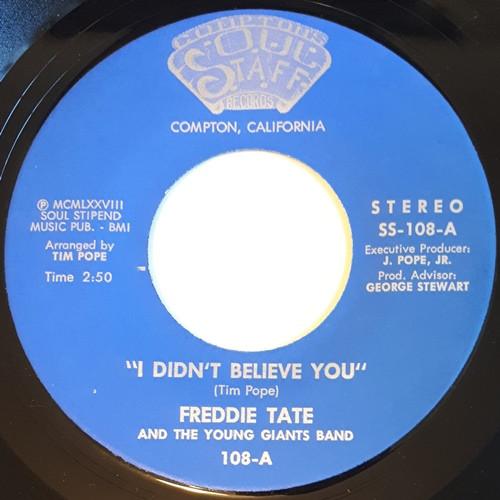 SOUL
STAFF
RECORDS
COMPTON, CALIFORNIA
℗ MCMLXXVIII
SOUL STIPEND
MUSIC PUB. - BMI
Arranged by
TIM POPE
Time 2:50
STEREO
SS-108-A
Executive Producer:
J. POPE, JR.
Prod. Advisor:
GEORGE STEWART
"I DIDN'T BELIEVE YOU"
(Tim Pope)
FREDDIE TATE
AND THE YOUNG GIANTS BAND
108-A